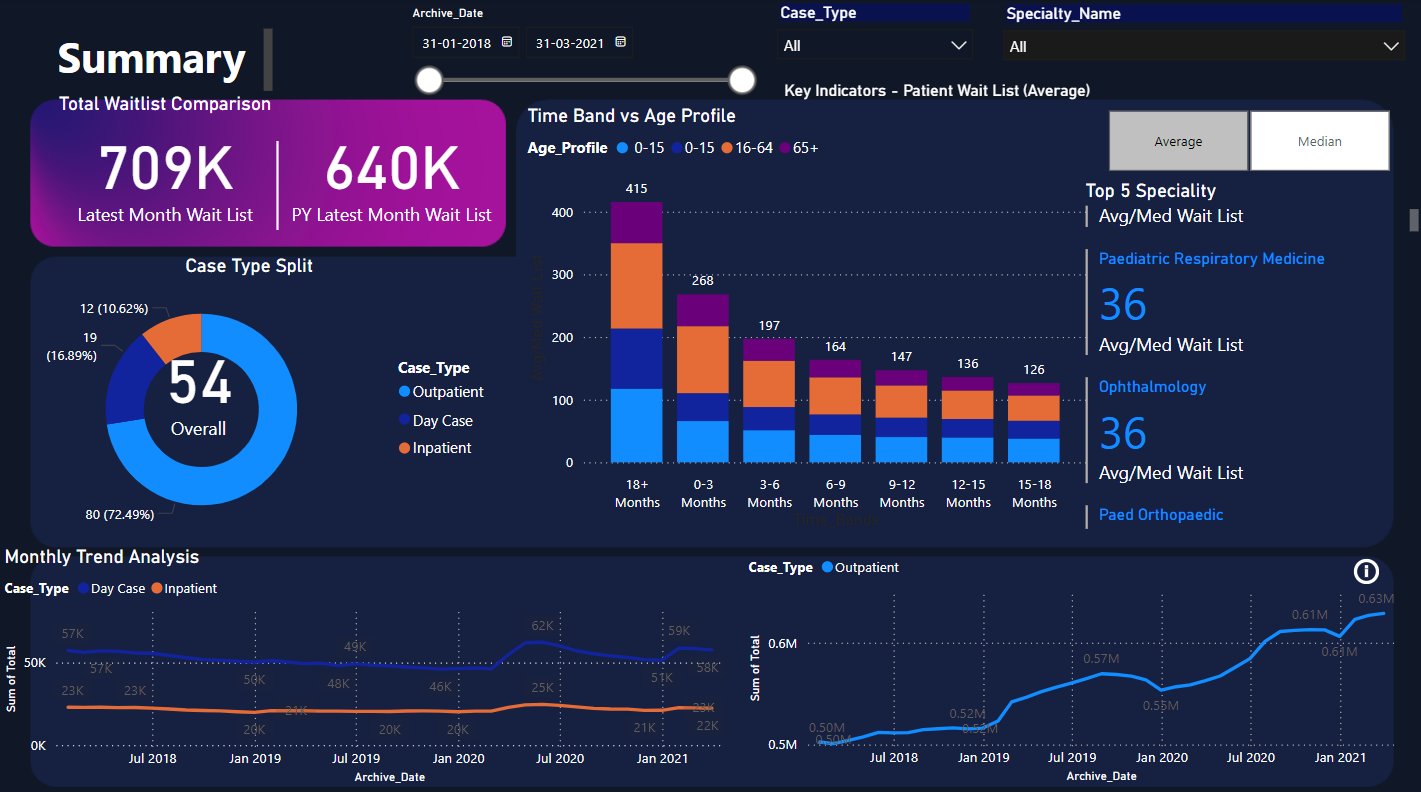 Summary
Archive_Date
31-01-2018
31-03-2021
Case_Type
All
Specialty_Name
All
Key Indicators - Patient Wait List (Average)
Total Waitlist Comparison
709K
Latest Month Wait List
640K
PY Latest Month Wait List
Time Band vs Age Profile
Age_Profile 0-15 0-15 16-64 65+
400
300
200
100
0
415
268
197
164
147
136
126
18+ Months
0-3 Months
3-6 Months
6-9 Months
9-12 Months
12-15 Months
15-18 Months
Average
Median
Top 5 Speciality
Avg/Med Wait List
Paediatric Respiratory Medicine
36
Avg/Med Wait List
Ophthalmology
36
Avg/Med Wait List
Paed Orthopaedic
Case Type Split
12 (10.62%)
19
(16.89%)
54
Overall
80 (72.49%)
Case_Type
Outpatient
Day Case
Inpatient
Monthly Trend Analysis
Case_Type Day Case Inpatient
Sum of Total
50K
0K
57K
57K
50K
49K
48K
46K
62K
51K
59K
58K
23K
23K
20K
21K
20K
20K
25K
21K
23K
22K
Jul 2018
Jan 2019
Jul 2019
Jan 2020
Jul 2020
Jan 2021
Archive_Date
Case_Type Outpatient
Sum of Total
0.6M
0.5M
0.50M
0.50M
0.52M
0.52M
0.57M
0.55M
0.61M
0.61M
0.63M
Jul 2018
Jan 2019
Jul 2019
Jan 2020
Jul 2020
Jan 2021
Archive_Date